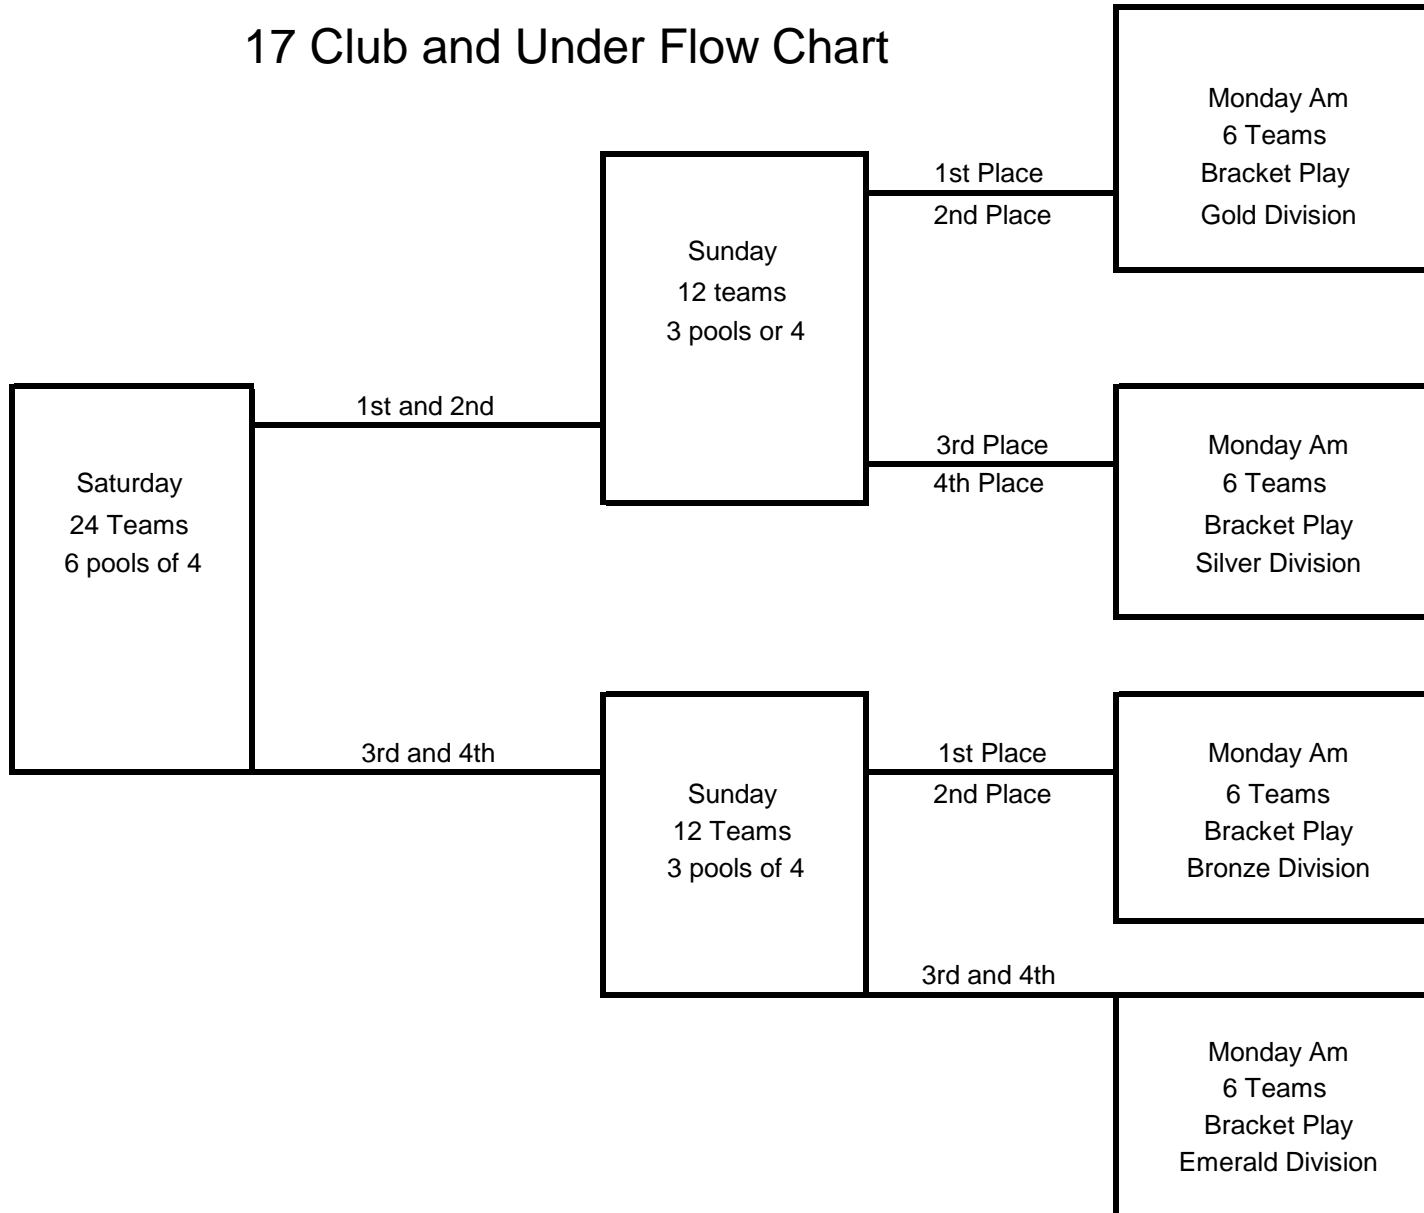 17 Club and Under Flow Chart
Monday Am
6 Teams
Bracket Play
Gold Division
1st Place
2nd Place
Sunday
12 teams
3 pools or 4
1st and 2nd
3rd Place
4th Place
Monday Am
6 Teams
Bracket Play
Silver Division
Saturday
24 Teams
6 pools of 4
3rd and 4th
Sunday
12 Teams
3 pools of 4
1st Place
2nd Place
Monday Am
6 Teams
Bracket Play
Bronze Division
3rd and 4th
Monday Am
6 Teams
Bracket Play
Emerald Division